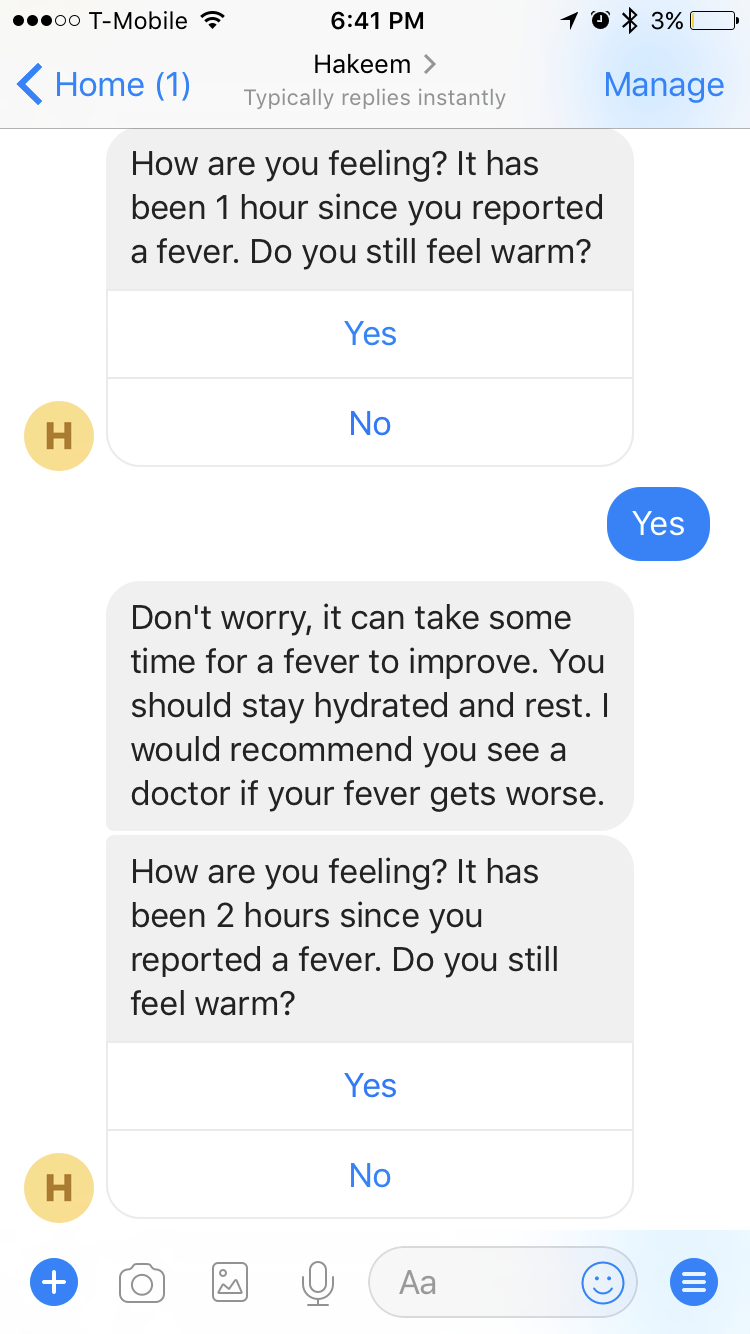 T-Mobile 6:41 PM 3%
Home (1) Hakeem Manage
Typically replies instantly
How are you feeling? It has
been 1 hour since you reported
a fever. Do you still feel warm?
Yes
No
H
Yes
Don't worry, it can take some
time for a fever to improve. You
should stay hydrated and rest. I
would recommend you see a
doctor if your fever gets worse.
How are you feeling? It has
been 2 hours since you
reported a fever. Do you still
feel warm?
Yes
No
H
Aa